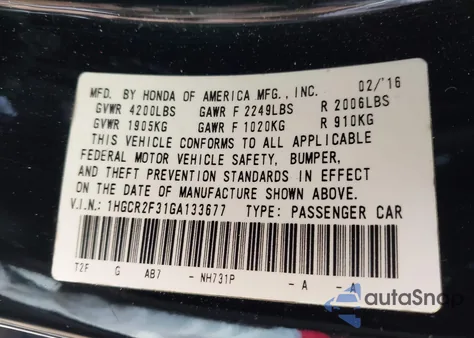 MFD. BY HONDA OF AMERICA MFG., INC. 02/'16
GVWR 4200LBS GAWR F 2249LBS R 2006LBS
GVWR 1905KG GAWR F 1020KG R 910KG
THIS VEHICLE CONFORMS TO ALL APPLICABLE
FEDERAL MOTOR VEHICLE SAFETY, BUMPER,
AND THEFT PREVENTION STANDARDS IN EFFECT
ON THE DATE OF MANUFACTURE SHOWN ABOVE.
V.I.N.: 1HGCR2F31GA133677 TYPE: PASSENGER CAR
T2F G AB7 - NH731P - A - A
autaSnap